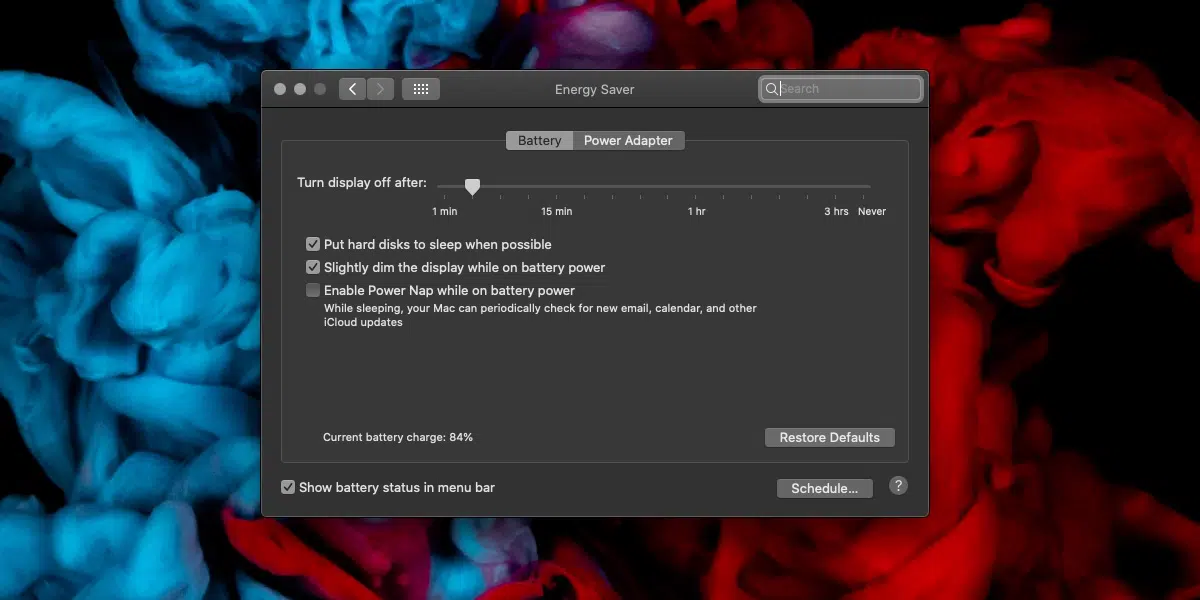 Energy Saver
Search
Battery Power Adapter
Turn display off after:
1 min 15 min 1 hr 3 hrs Never
Put hard disks to sleep when possible
Slightly dim the display while on battery power
Enable Power Nap while on battery power
While sleeping, your Mac can periodically check for new email, calendar, and other
iCloud updates
Current battery charge: 84%
Restore Defaults
Show battery status in menu bar
Schedule...
?